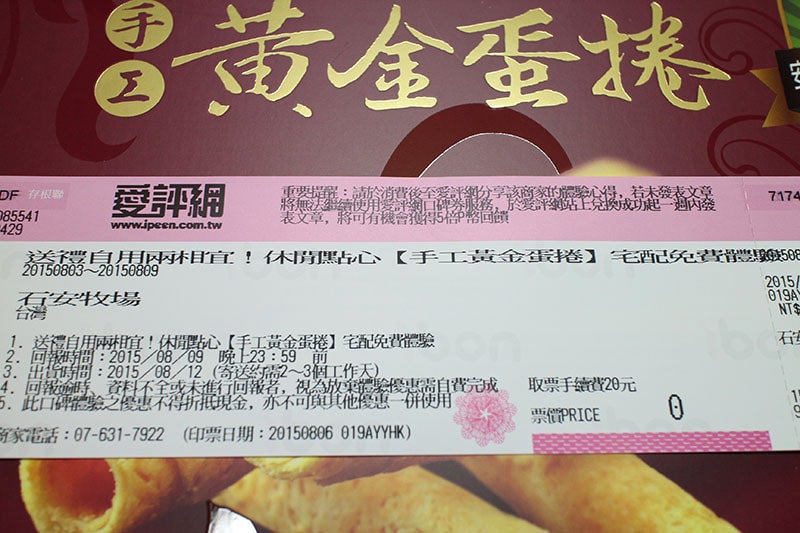 手工
黃金蛋捲
DF 存根聯
085541
3429
愛評網
www.ipeen.com.tw
重要提醒：請於消費後至愛評網分享該商家的體驗心得，若未發表文章
將無法繼續使用愛評網口碑券服務，於愛評網站上兌換成功起一週內發
表文章，將可有機會獲得5倍P幣回饋
7174
送禮自用兩相宜！休閒點心【手工黃金蛋捲】宅配免費體驗
20150803～20150809
石安牧場
台灣
2015/
019AY
NT$
石安
1. 送禮自用兩相宜！休閒點心【手工黃金蛋捲】宅配免費體驗
2. 回報時間：2015/08/09 晚上23：59 前
3. 出貨時間：2015/08/12 (寄送約需2～3個工作天)
4. 回報逾時、資料不全或未進行回報者，視為放棄體驗優惠需自費完成
5. 此口碑體驗之優惠不得折抵現金，亦不可與其他優惠一併使用
取票手續費20元
票價PRICE 0
商家電話：07-631-7922 (印票日期：20150806 019AYYHK)